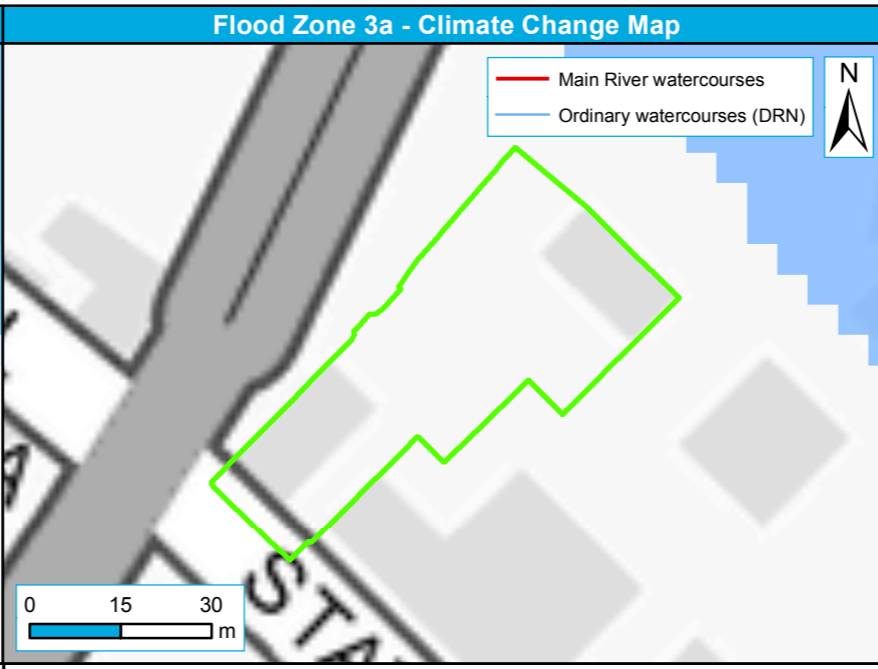 Flood Zone 3a - Climate Change Map
Main River watercourses
Ordinary watercourses (DRN)
N
A
STA
0 15 30
m